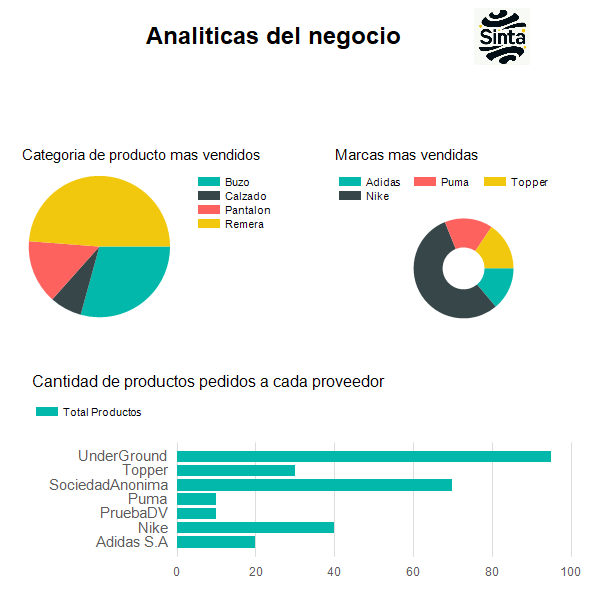 Analiticas del negocio
Sinta
Categoria de producto mas vendidos
Buzo
Calzado
Pantalon
Remera
Marcas mas vendidas
Adidas Puma Topper
Nike
Cantidad de productos pedidos a cada proveedor
Total Productos
UnderGround
Topper
SociedadAnonima
Puma
PruebaDV
Nike
Adidas S.A
0 20 40 60 80 100